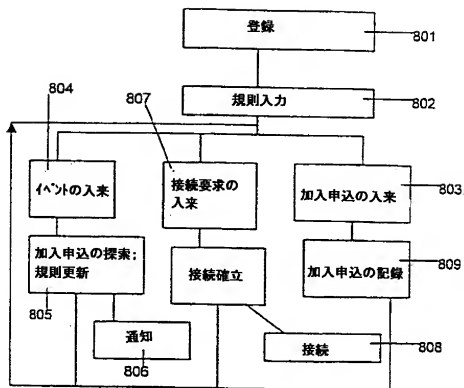 登録
801
規則入力
802
804
807
イベントの入来
接続要求の
入来
加入申込の入来
803
加入申込の探索;
規則更新
805
接続確立
加入申込の記録
809
通知
806
接続
808